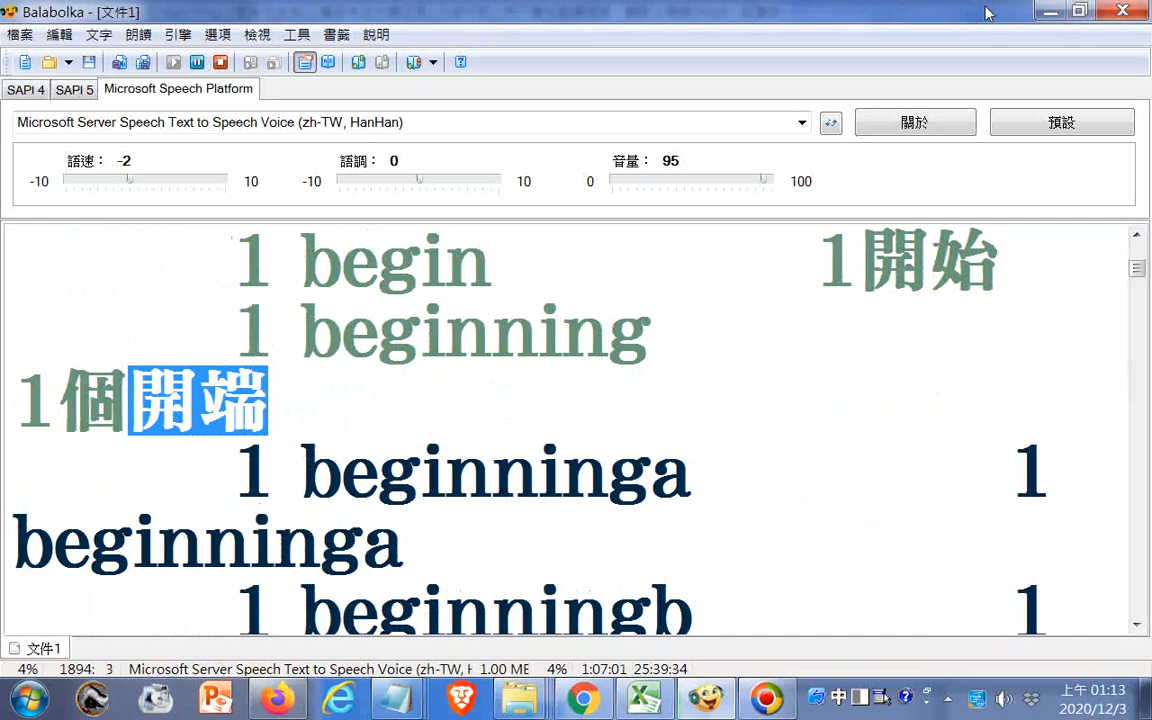 Balabolka - [文件1]
檔案 編輯 文字 朗讀 引擎 選項 檢視 工具 書籤 說明
SAPI 4 SAPI 5 Microsoft Speech Platform
Microsoft Server Speech Text to Speech Voice (zh-TW, HanHan) 關於 預設
語速： -2 語調： 0 音量： 95
-10 10 -10 10 0 100
1 begin 1開始
1 beginning
1個開端
1 beginninga 1
beginninga
1 beginningb 1
文件1
4% 1894: 3 Microsoft Server Speech Text to Speech Voice (zh-TW, H 1.00 ME 4% 1:07:01 25:39:34
中 上午 01:13
2020/12/3